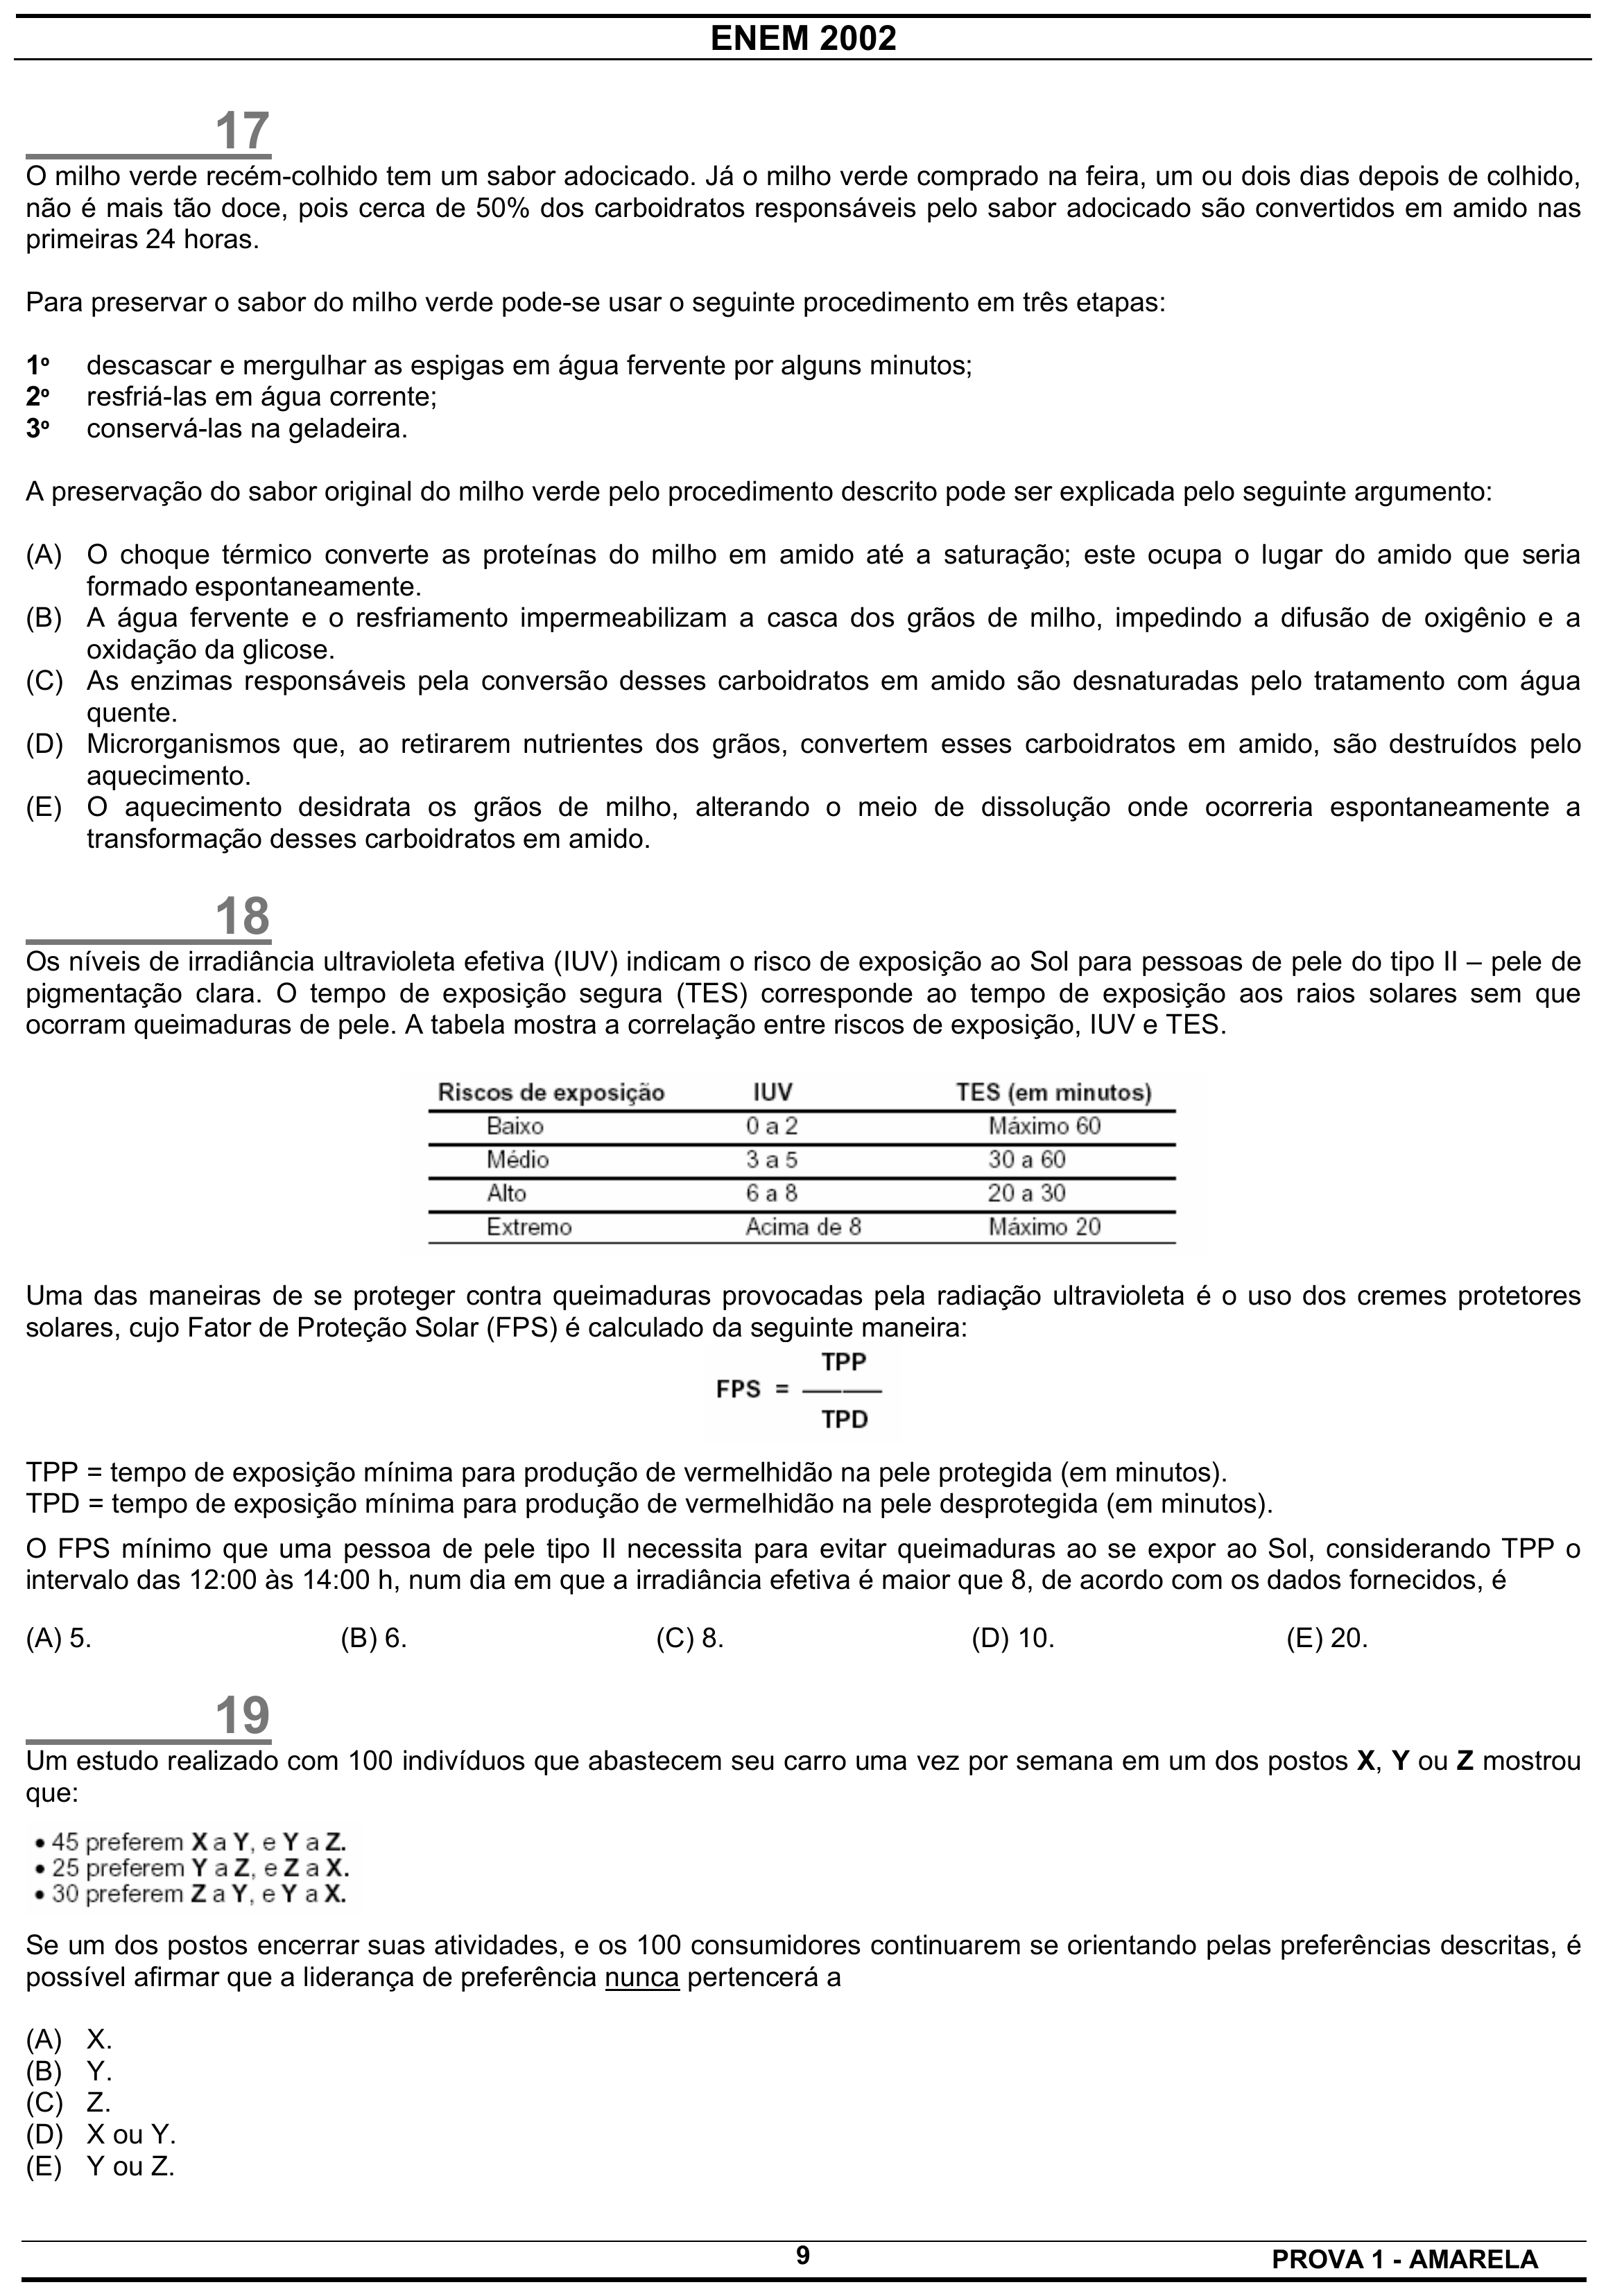 ENEM 2002
17
O milho verde recém-colhido tem um sabor adocicado. Já o milho verde comprado na feira, um ou dois dias depois de colhido,
não é mais tão doce, pois cerca de 50% dos carboidratos responsáveis pelo sabor adocicado são convertidos em amido nas
primeiras 24 horas.
Para preservar o sabor do milho verde pode-se usar o seguinte procedimento em três etapas:
1º descascar e mergulhar as espigas em água fervente por alguns minutos;
2º resfriá-las em água corrente;
3º conservá-las na geladeira.
A preservação do sabor original do milho verde pelo procedimento descrito pode ser explicada pelo seguinte argumento:
(A) O choque térmico converte as proteínas do milho em amido até a saturação; este ocupa o lugar do amido que seria
formado espontaneamente.
(B) A água fervente e o resfriamento impermeabilizam a casca dos grãos de milho, impedindo a difusão de oxigênio e a
oxidação da glicose.
(C) As enzimas responsáveis pela conversão desses carboidratos em amido são desnaturadas pelo tratamento com água
quente.
(D) Microrganismos que, ao retirarem nutrientes dos grãos, convertem esses carboidratos em amido, são destruídos pelo
aquecimento.
(E) O aquecimento desidrata os grãos de milho, alterando o meio de dissolução onde ocorreria espontaneamente a
transformação desses carboidratos em amido.
18
Os níveis de irradiância ultravioleta efetiva (IUV) indicam o risco de exposição ao Sol para pessoas de pele do tipo II – pele de
pigmentação clara. O tempo de exposição segura (TES) corresponde ao tempo de exposição aos raios solares sem que
ocorram queimaduras de pele. A tabela mostra a correlação entre riscos de exposição, IUV e TES.
Riscos de exposição IUV TES (em minutos)
Baixo 0 a 2 Máximo 60
Médio 3 a 5 30 a 60
Alto 6 a 8 20 a 30
Extremo Acima de 8 Máximo 20
Uma das maneiras de se proteger contra queimaduras provocadas pela radiação ultravioleta é o uso dos cremes protetores
solares, cujo Fator de Proteção Solar (FPS) é calculado da seguinte maneira:
TPP
FPS =
TPD
TPP = tempo de exposição mínima para produção de vermelhidão na pele protegida (em minutos).
TPD = tempo de exposição mínima para produção de vermelhidão na pele desprotegida (em minutos).
O FPS mínimo que uma pessoa de pele tipo II necessita para evitar queimaduras ao se expor ao Sol, considerando TPP o
intervalo das 12:00 às 14:00 h, num dia em que a irradiância efetiva é maior que 8, de acordo com os dados fornecidos, é
(A) 5. (B) 6. (C) 8. (D) 10. (E) 20.
19
Um estudo realizado com 100 indivíduos que abastecem seu carro uma vez por semana em um dos postos X, Y ou Z mostrou
que:
• 45 preferem X a Y, e Y a Z.
• 25 preferem Y a Z, e Z a X.
• 30 preferem Z a Y, e Y a X.
Se um dos postos encerrar suas atividades, e os 100 consumidores continuarem se orientando pelas preferências descritas, é
possível afirmar que a liderança de preferência nunca pertencerá a
(A) X.
(B) Y.
(C) Z.
(D) X ou Y.
(E) Y ou Z.
9
PROVA 1 - AMARELA